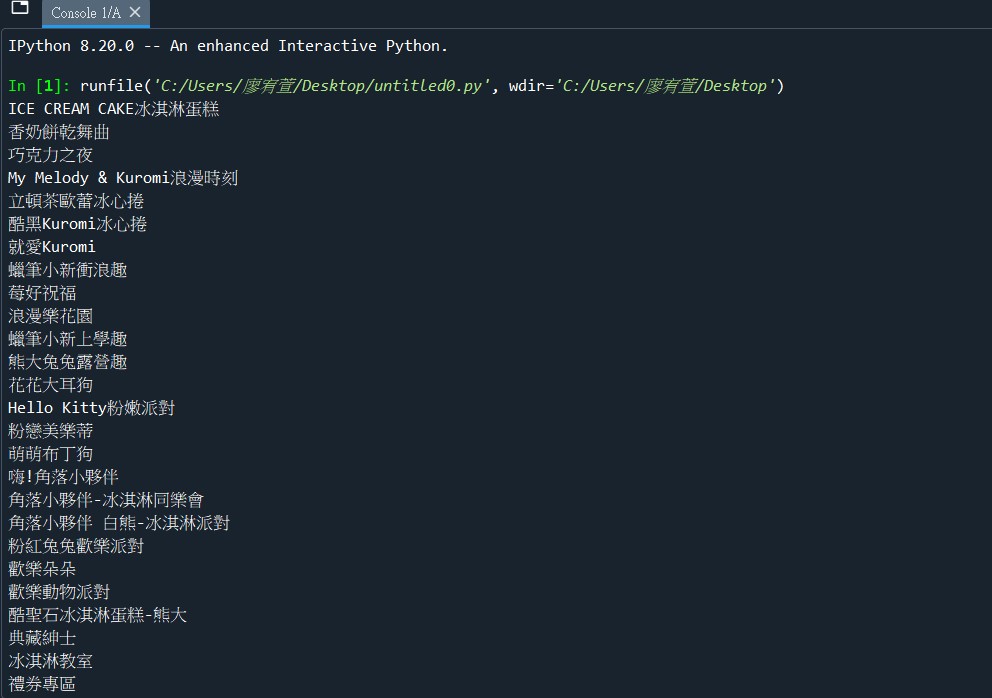 Console 1/A
IPython 8.20.0 -- An enhanced Interactive Python.
In [1]: runfile('C:/Users/廖宥萱/Desktop/untitled0.py', wdir='C:/Users/廖宥萱/Desktop')
ICE CREAM CAKE冰淇淋蛋糕
香奶餅乾舞曲
巧克力之夜
My Melody & Kuromi浪漫時刻
立頓茶歐蕾冰心捲
酷黑Kuromi冰心捲
就愛Kuromi
蠟筆小新衝浪趣
莓好祝福
浪漫樂花園
蠟筆小新上學趣
熊大兔兔露營趣
花花大耳狗
Hello Kitty粉嫩派對
粉戀美樂蒂
萌萌布丁狗
嗨!角落小夥伴
角落小夥伴-冰淇淋同樂會
角落小夥伴 白熊-冰淇淋派對
粉紅兔兔歡樂派對
歡樂朵朵
歡樂動物派對
酷聖石冰淇淋蛋糕-熊大
典藏紳士
冰淇淋教室
禮券專區